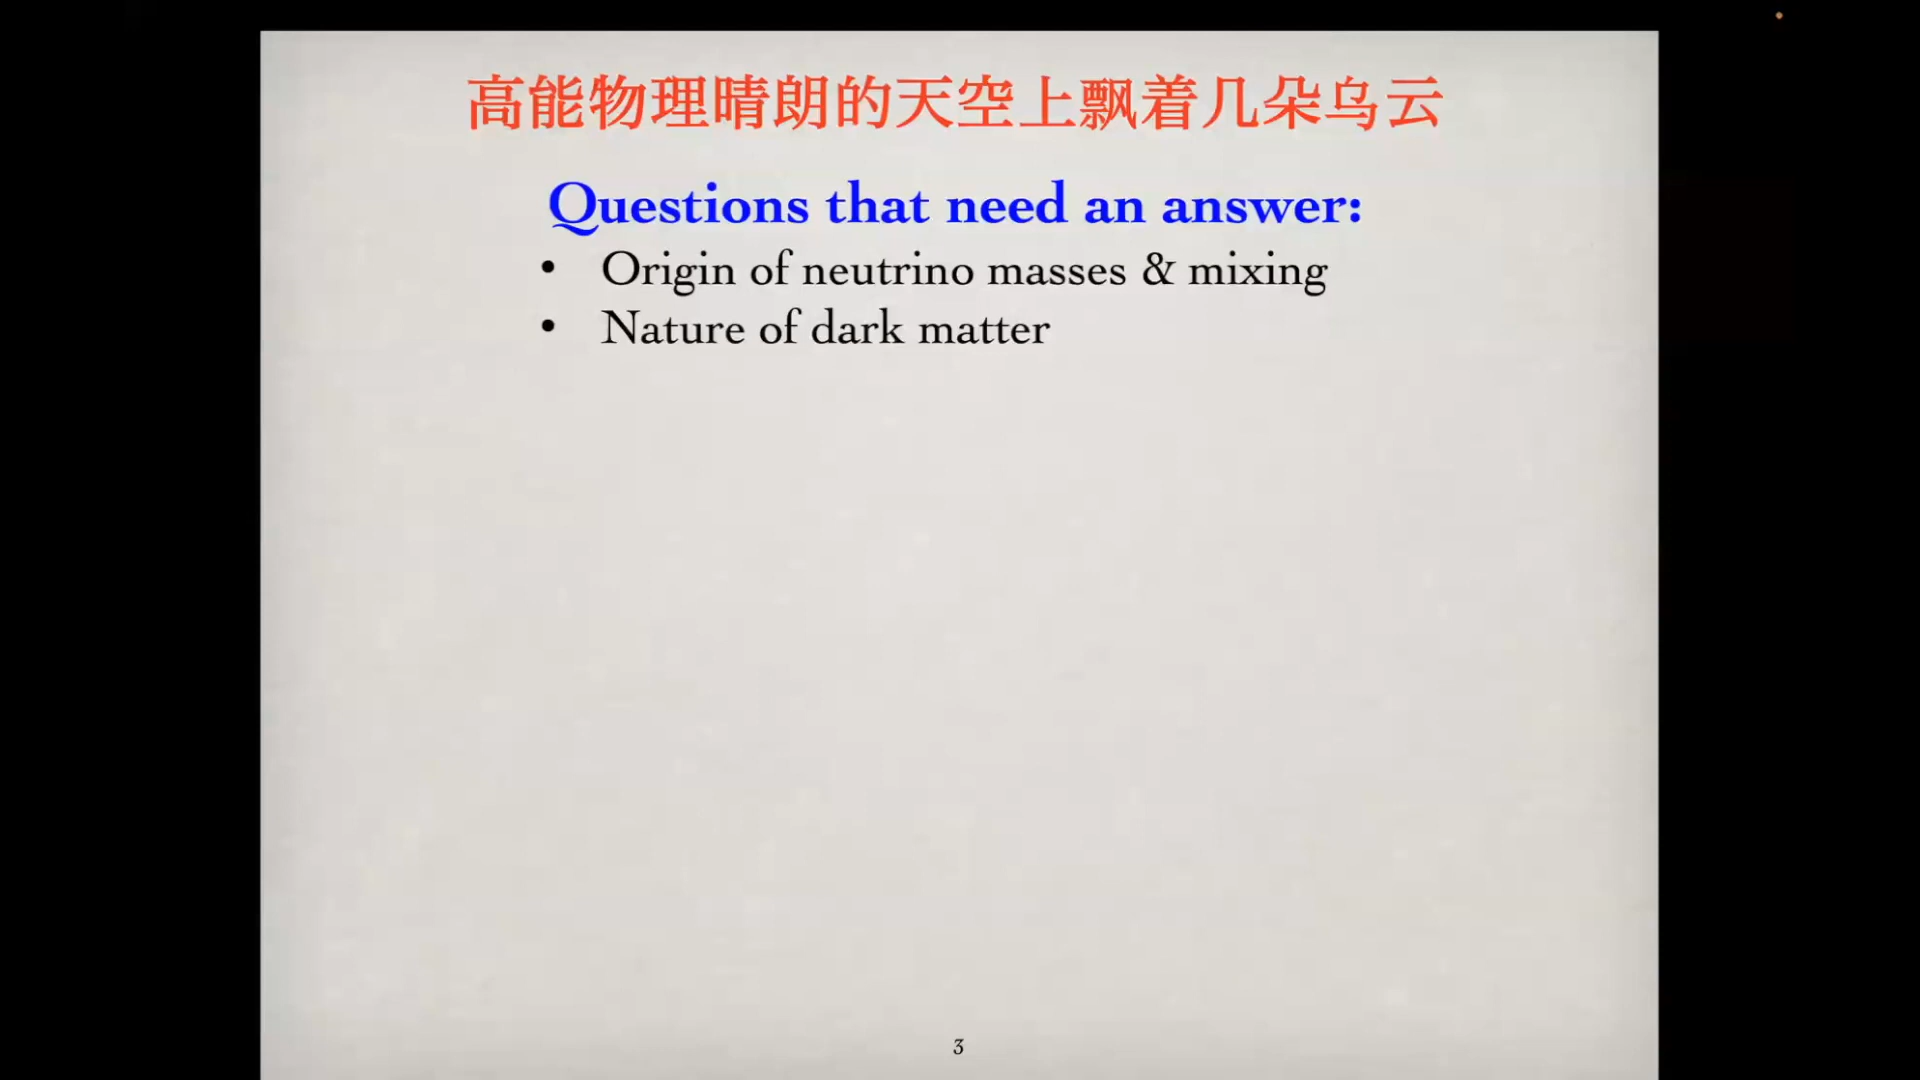 高能物理晴朗的天空上飘着几朵乌云
Questions that need an answer:
• Origin of neutrino masses & mixing
• Nature of dark matter
3